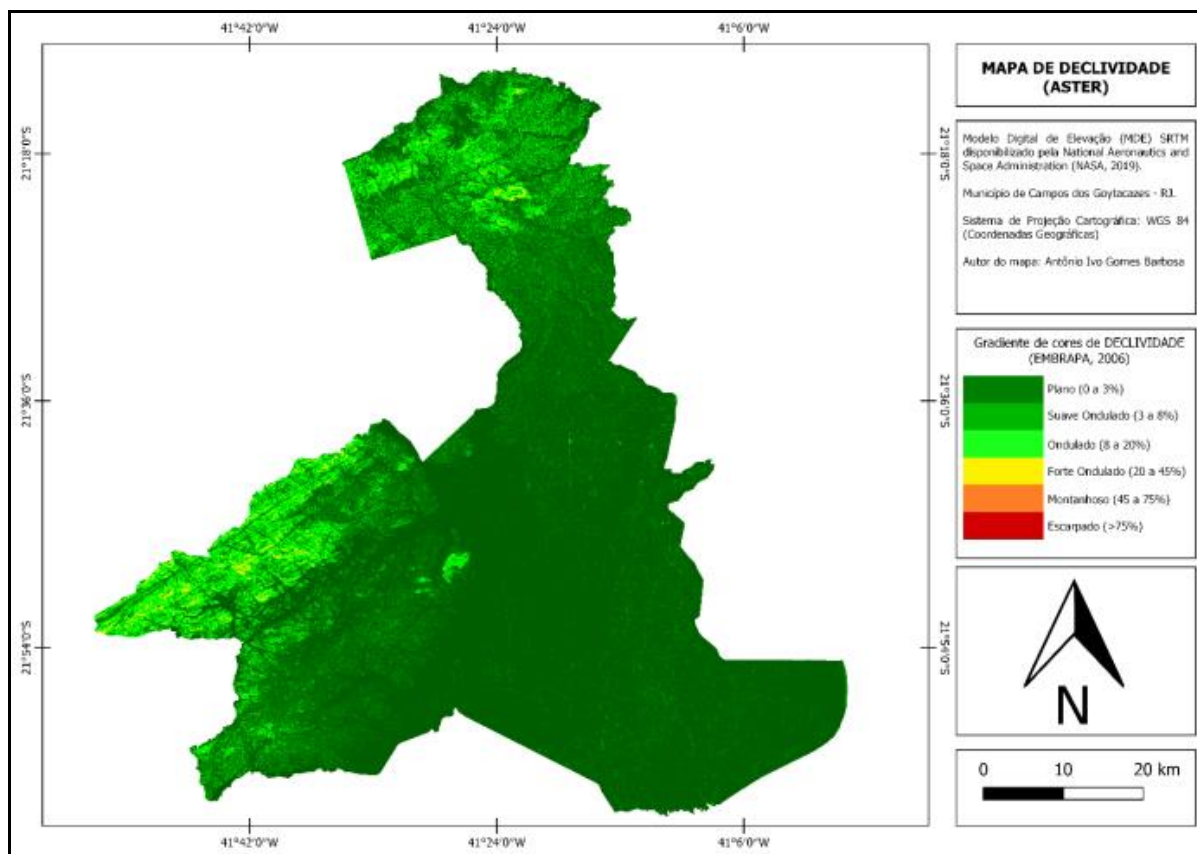 41°42'0"W 41°24'0"W 41°6'0"W
21°18'0"S 21°18'0"S
21°36'0"S 21°36'0"S
21°54'0"S 21°54'0"S
41°42'0"W 41°24'0"W 41°6'0"W
MAPA DE DECLIVIDADE
(ASTER)
Modelo Digital de Elevação (MDE) SRTM
disponibilizado pela National Aeronautics and
Space Administration (NASA, 2019).
Município de Campos dos Goytacazes - RJ.
Sistema de Projeção Cartográfica: WGS 84
(Coordenadas Geográficas)
Autor do mapa: Antônio Ivo Gomes Barbosa
Gradiente de cores de DECLIVIDADE
(EMBRAPA, 2006)
Plano (0 a 3%)
Suave Ondulado (3 a 8%)
Ondulado (8 a 20%)
Forte Ondulado (20 a 45%)
Montanhoso (45 a 75%)
Escarpado (>75%)
N
0 10 20 km